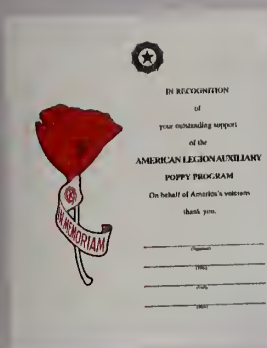 IN RECOGNITION
of
your outstanding support
of the
AMERICAN LEGION AUXILIARY
POPPY PROGRAM
On behalf of America's veterans
thank you.
IN MEMORIAM